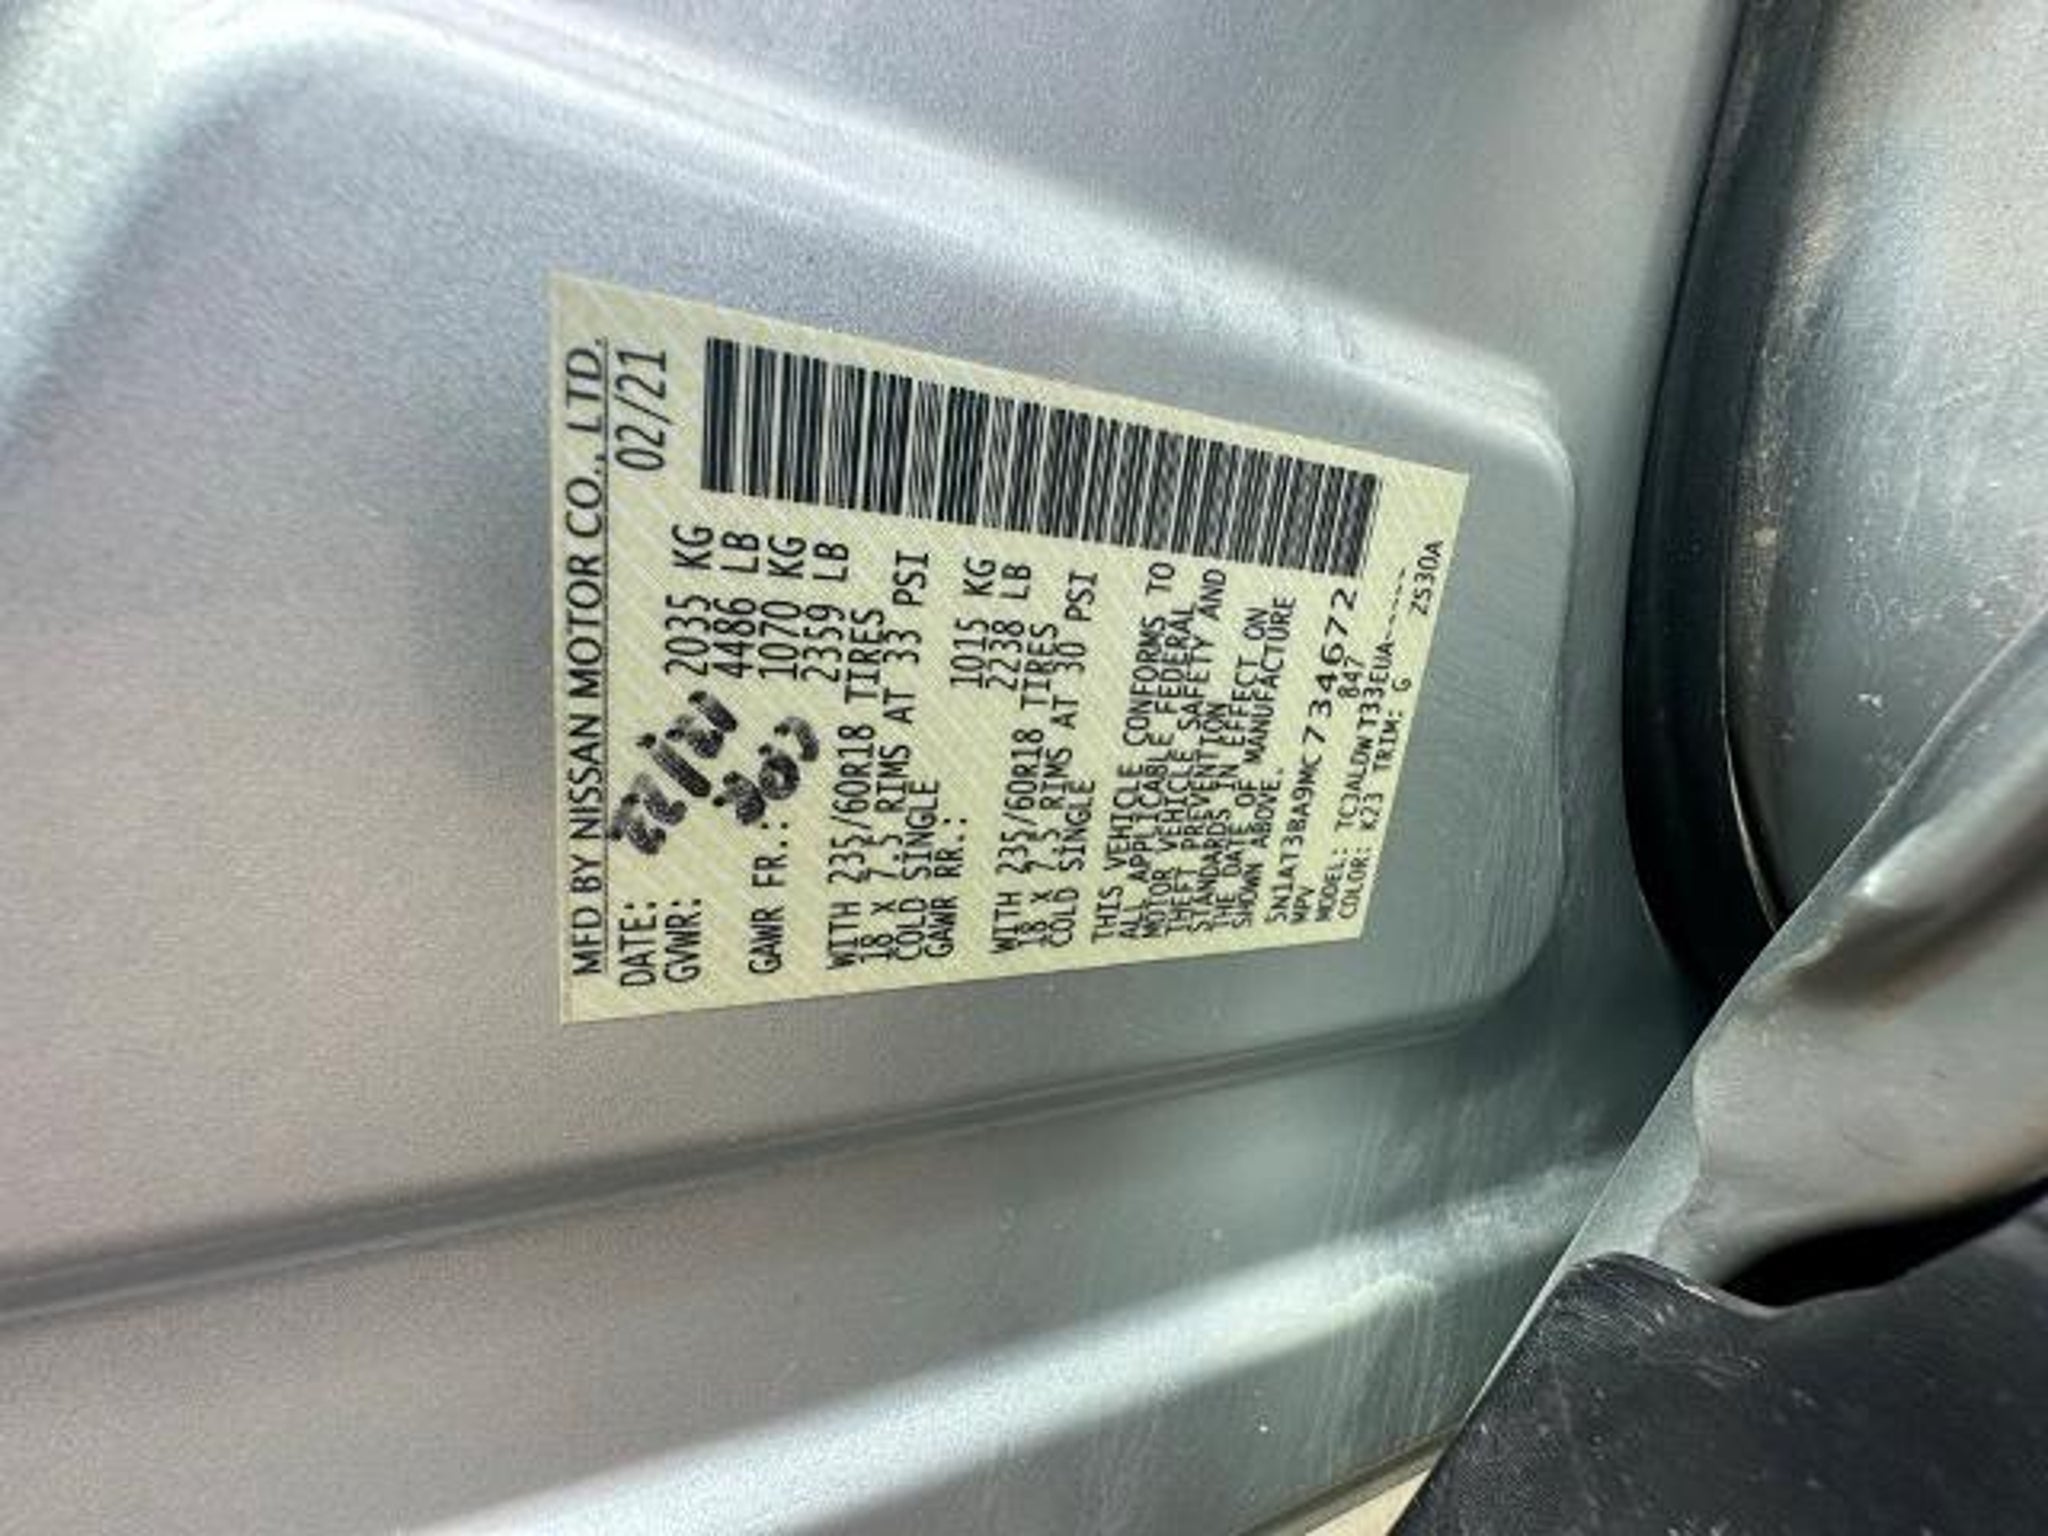 MFD BY NISSAN MOTOR CO., LTD.
DATE: 02/21
GVWR: 2035 KG
4486 LB
GAWR FR.: 1070 KG
2359 LB
WITH 235/60R18 TIRES
18 X 7.5 RIMS AT 33 PSI
COLD SINGLE
GAWR RR.: 1015 KG
2238 LB
WITH 235/60R18 TIRES
18 X 7.5 RIMS AT 30 PSI
COLD SINGLE
THIS VEHICLE CONFORMS TO
ALL APPLICABLE FEDERAL
MOTOR VEHICLE SAFETY AND
THEFT PREVENTION
STANDARDS IN EFFECT ON
THE DATE OF MANUFACTURE
SHOWN ABOVE.
5N1AT3BA9MC734672
MPV 847
MODEL: TCJALDWT33EUA-----
COLOR: K23 TRIM: G ZS30A